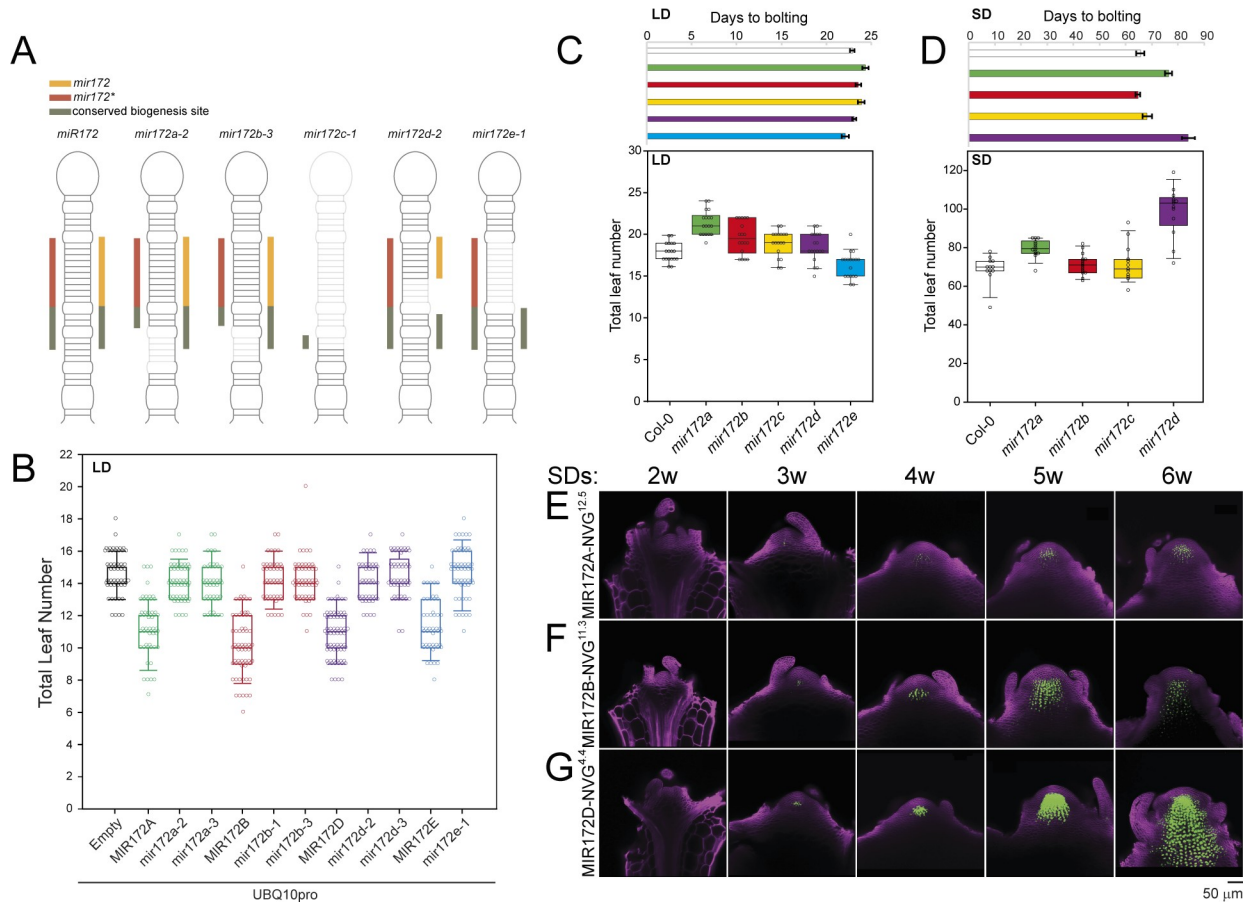 A
mir172
mir172*
conserved biogenesis site
miR172 mir172a-2 mir172b-3 mir172c-1 mir172d-2 mir172e-1
B
LD
Total Leaf Number
22
20
18
16
14
12
10
8
6
4
2
0
Empty MIR172A mir172a-2 mir172a-3 MIR172B mir172b-1 mir172b-3 MIR172D mir172d-2 mir172d-3 MIR172E mir172e-1
UBQ10pro
C
LD Days to bolting
0 5 10 15 20 25
LD
Total leaf number
30
25
20
15
10
5
0
Col-0 mir172a mir172b mir172c mir172d mir172e
D
SD Days to bolting
0 10 20 30 40 50 60 70 80 90
SD
Total leaf number
120
100
80
60
40
20
0
Col-0 mir172a mir172b mir172c mir172d
SDs: 2w 3w 4w 5w 6w
E
MIR172A-NVG12.5
F
MIR172B-NVG11.3
G
MIR172D-NVG4.4
50 μm